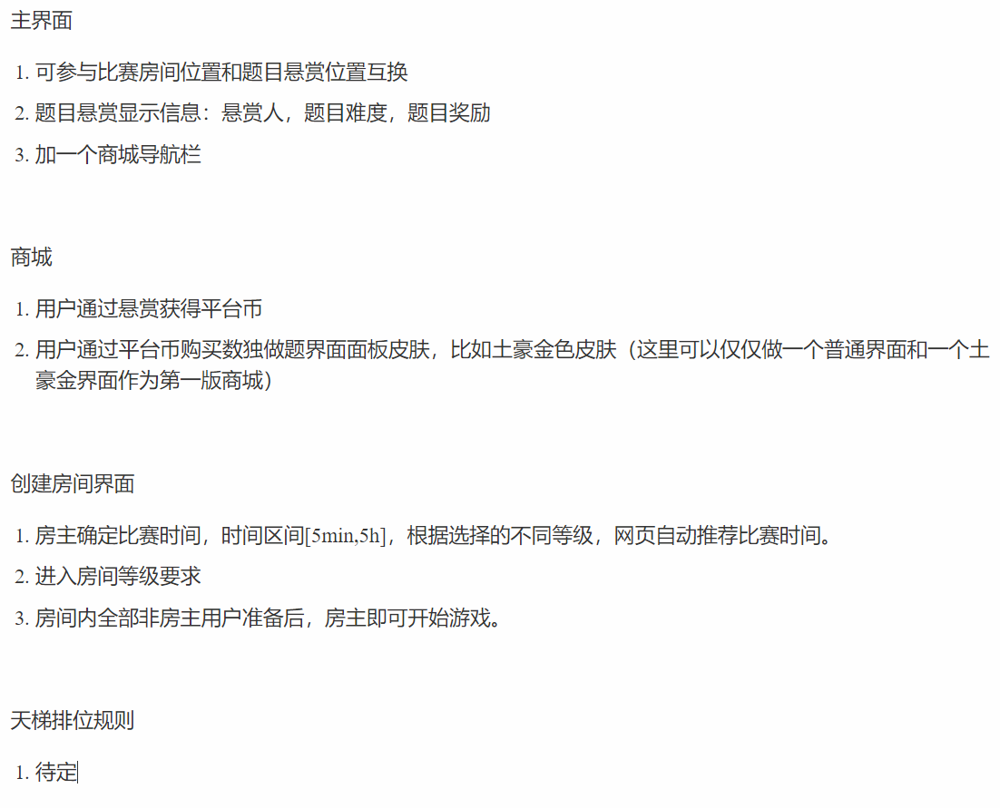 主界面
1. 可参与比赛房间位置和题目悬赏位置互换
2. 题目悬赏显示信息：悬赏人，题目难度，题目奖励
3. 加一个商城导航栏
商城
1. 用户通过悬赏获得平台币
2. 用户通过平台币购买数独做题界面面板皮肤，比如土豪金色皮肤（这里可以仅仅做一个普通界面和一个土
豪金界面作为第一版商城）
创建房间界面
1. 房主确定比赛时间，时间区间[5min,5h]，根据选择的不同等级，网页自动推荐比赛时间。
2. 进入房间等级要求
3. 房间内全部非房主用户准备后，房主即可开始游戏。
天梯排位规则
1. 待定